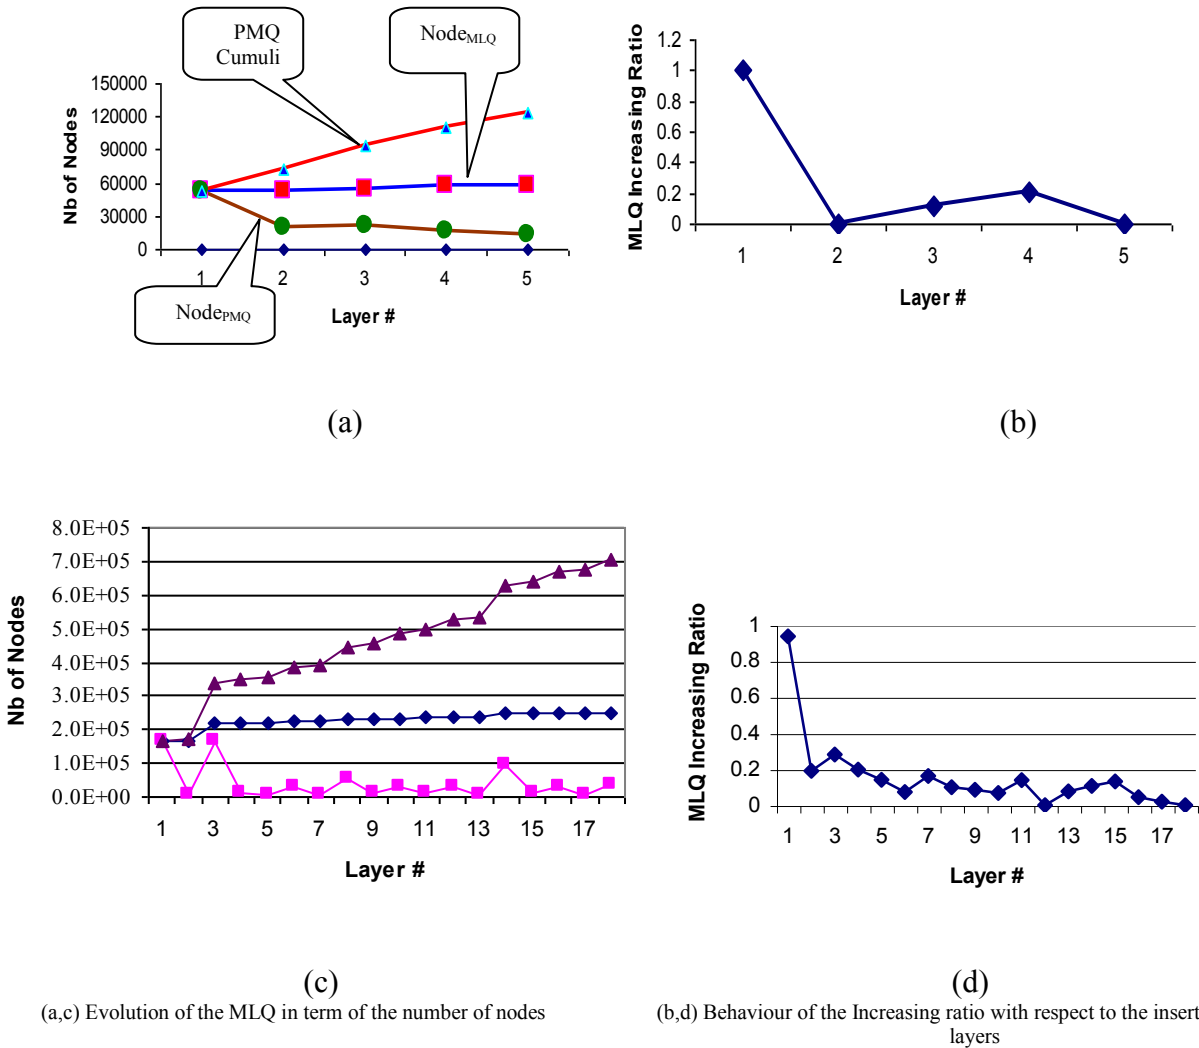 PMQ
Cumuli
NodeMLQ
150000
120000
90000
60000
30000
0
Nb of Nodes
1 2 3 4 5
Layer #
NodePMQ
(a)
1.2
1
0.8
0.6
0.4
0.2
0
MLQ Increasing Ratio
1 2 3 4 5
Layer #
(b)
8.0E+05
7.0E+05
6.0E+05
5.0E+05
4.0E+05
3.0E+05
2.0E+05
1.0E+05
0.0E+00
Nb of Nodes
1 3 5 7 9 11 13 15 17
Layer #
(c)
1
0.8
0.6
0.4
0.2
0
MLQ Increasing Ratio
1 3 5 7 9 11 13 15 17
Layer #
(d)
(a,c) Evolution of the MLQ in term of the number of nodes
(b,d) Behaviour of the Increasing ratio with respect to the insert
layers